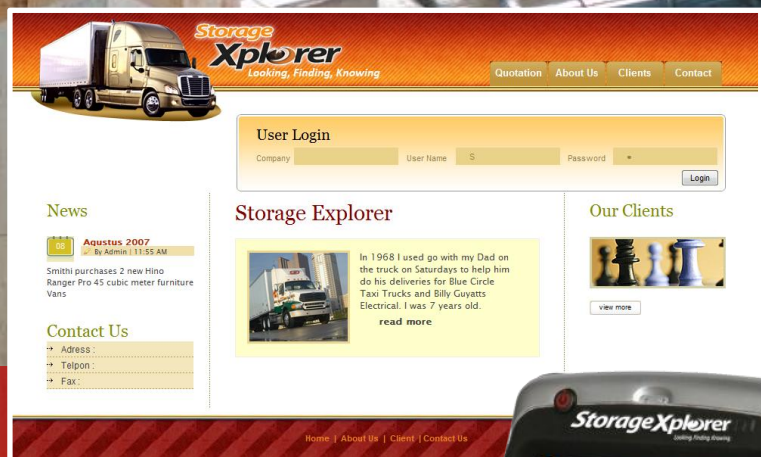 Storage
Xplorer
Looking, Finding, Knowing
Quotation About Us Clients Contact
User Login
Company User Name S Password
Login
News
08 Agustus 2007
By Admin | 11:55 AM
Smithi purchases 2 new Hino
Ranger Pro 45 cubic meter furniture
Vans
Contact Us
Adress :
Telpon :
Fax :
Storage Explorer
In 1968 I used go with my Dad on
the truck on Saturdays to help him
do his deliveries for Blue Circle
Taxi Trucks and Billy Guyatts
Electrical. I was 7 years old.
read more
Our Clients
view more
Home | About Us | Client | Contact Us
StorageXplorer
Looking Finding Knowing